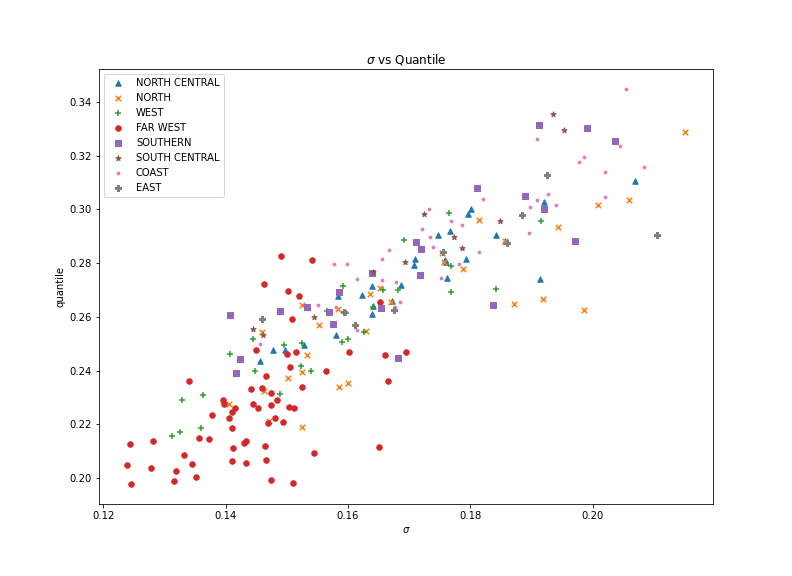 σ vs Quantile
NORTH CENTRAL
NORTH
WEST
FAR WEST
SOUTHERN
SOUTH CENTRAL
COAST
EAST
quantile
0.34
0.32
0.30
0.28
0.26
0.24
0.22
0.20
0.12 0.14 0.16 0.18 0.20
σ